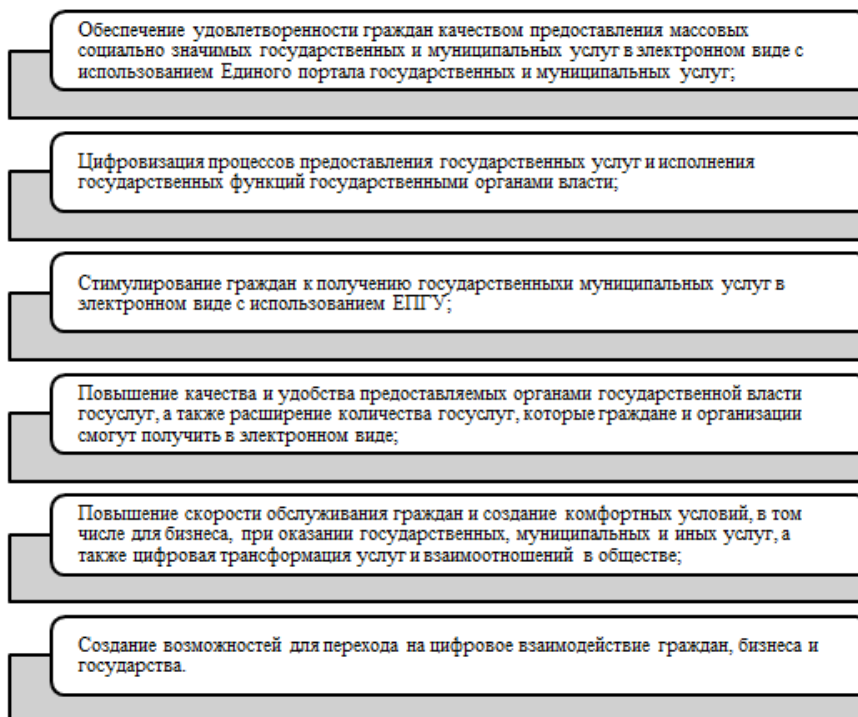 Обеспечение удовлетворенности граждан качеством предоставления массовых
социально значимых государственных и муниципальных услуг в электронном виде с
использованием Единого портала государственных и муниципальных услуг;
Цифровизация процессов предоставления государственных услуг и исполнения
государственных функций государственными органами власти;
Стимулирование граждан к получению государственныхи муниципальных услуг в
электронном виде с использованием ЕПГУ;
Повышение качества и удобства предоставляемых органами государственной власти
госуслуг, а также расширение количества госуслуг, которые граждане и организации
смогут получить в электронном виде;
Повышение скорости обслуживания граждан и создание комфортных условий, в том
числе для бизнеса, при оказании государственных, муниципальных и иных услуг, а
также цифровая трансформация услуг и взаимоотношений в обществе;
Создание возможностей для перехода на цифровое взаимодействие граждан, бизнеса и
государства.